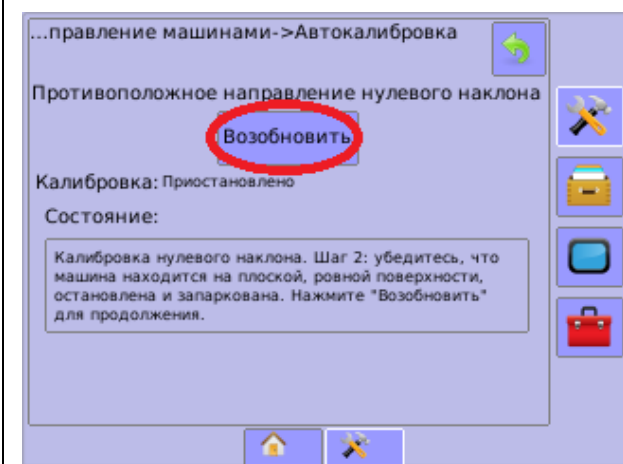 ...правление машинами->Автокалибровка
Противоположное направление нулевого наклона
Возобновить
Калибровка: Приостановлено
Состояние:
Калибровка нулевого наклона. Шаг 2: убедитесь, что
машина находится на плоской, ровной поверхности,
остановлена и запаркована. Нажмите "Возобновить"
для продолжения.